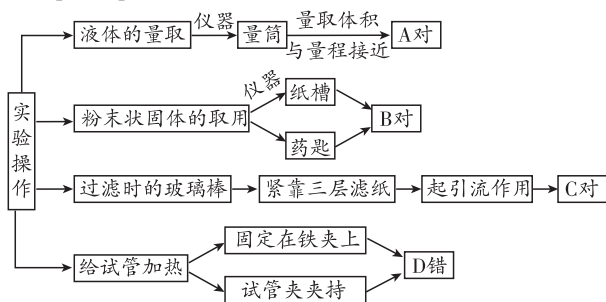 实验操作
液体的量取 仪器 量筒 量取体积 与量程接近 A对
粉末状固体的取用 仪器 纸槽 药匙 B对
过滤时的玻璃棒 紧靠三层滤纸 起引流作用 C对
给试管加热 固定在铁夹上 试管夹夹持 D错